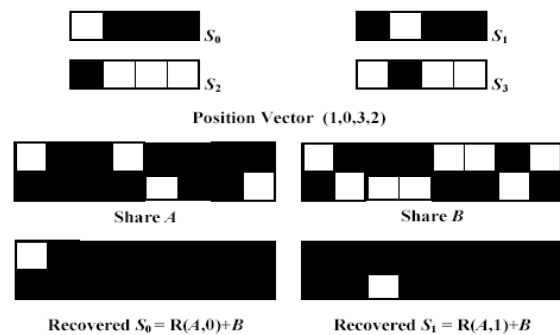 S₀ S₁
S₂ S₃
Position Vector (1,0,3,2)
Share A Share B
Recovered S₀ = R(A,0)+B Recovered S₁ = R(A,1)+B